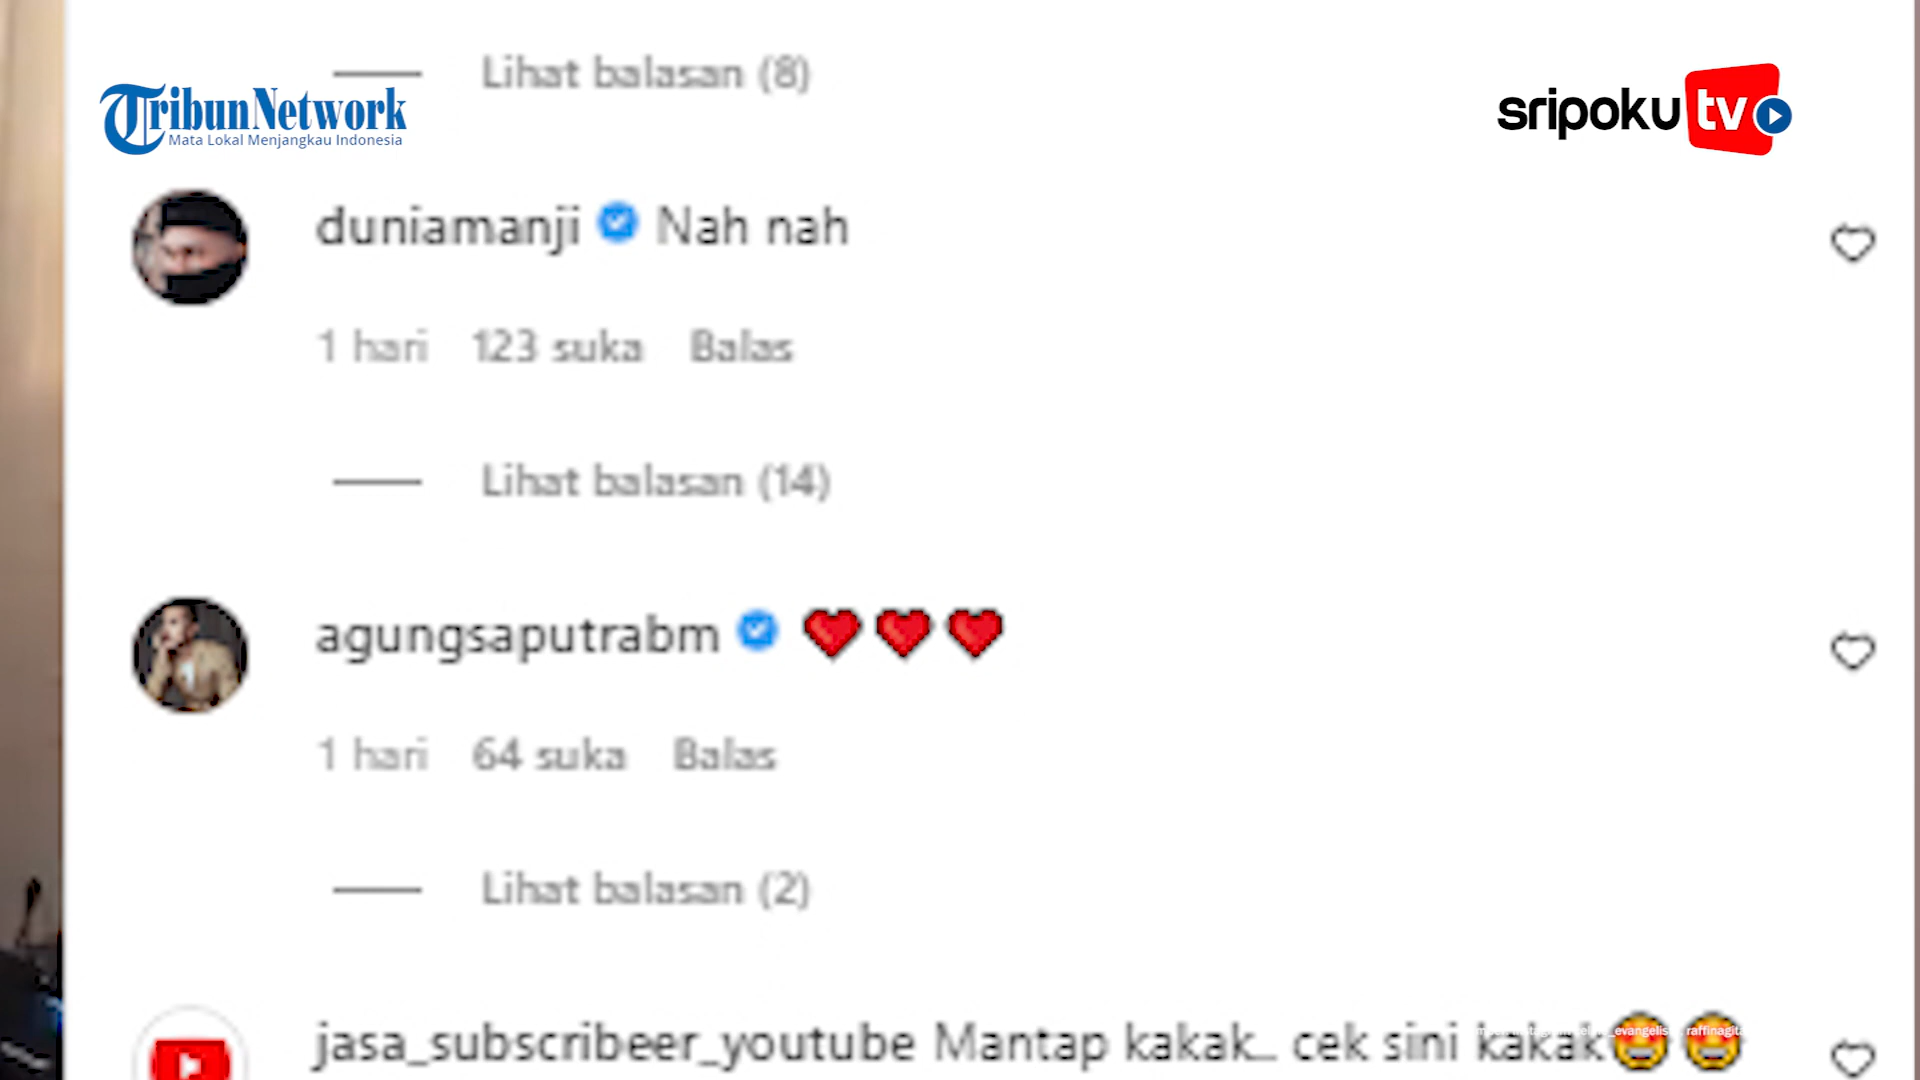 Lihat balasan (8)
TribunNetwork
Mata Lokal Menjangkau Indonesia
sripoku tv
duniamanji Nah nah
1 hari 123 suka Balas
Lihat balasan (14)
agungsaputrabm ❤❤❤
1 hari 64 suka Balas
Lihat balasan (2)
jasa_subscribeer_youtube Mantap kakak.. cek sini kakak🤩🤩